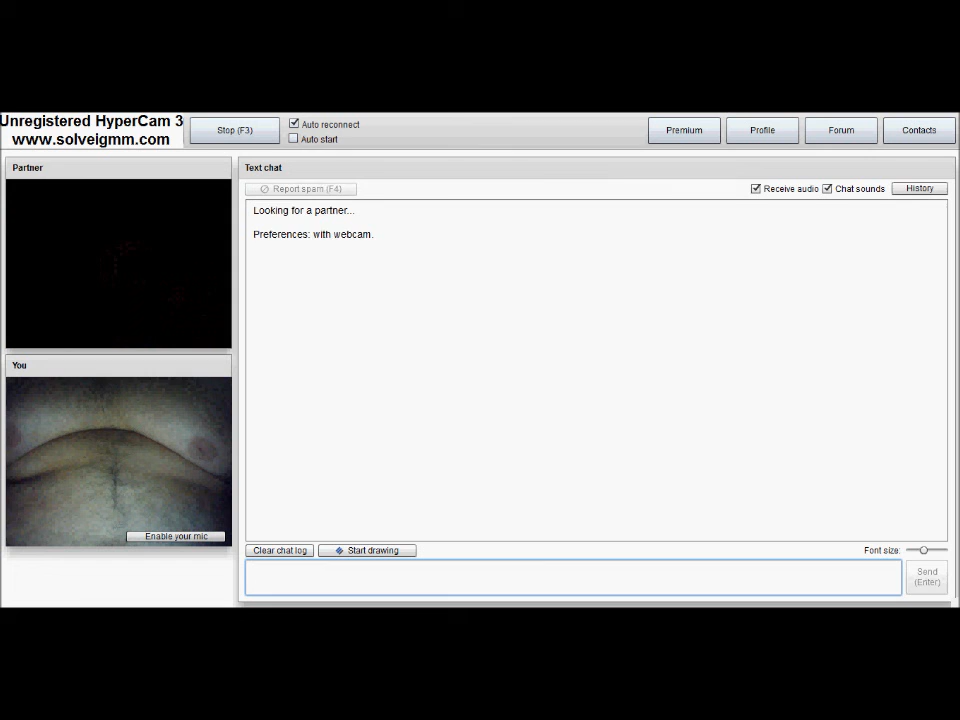 Unregistered HyperCam 3
www.solveigmm.com
Stop (F3)
Auto reconnect
Auto start
Premium
Profile
Forum
Contacts
Partner
Text chat
Report spam (F4)
Receive audio
Chat sounds
History
Looking for a partner...
Preferences: with webcam.
You
Enable your mic
Clear chat log
Start drawing
Font size:
Send
(Enter)